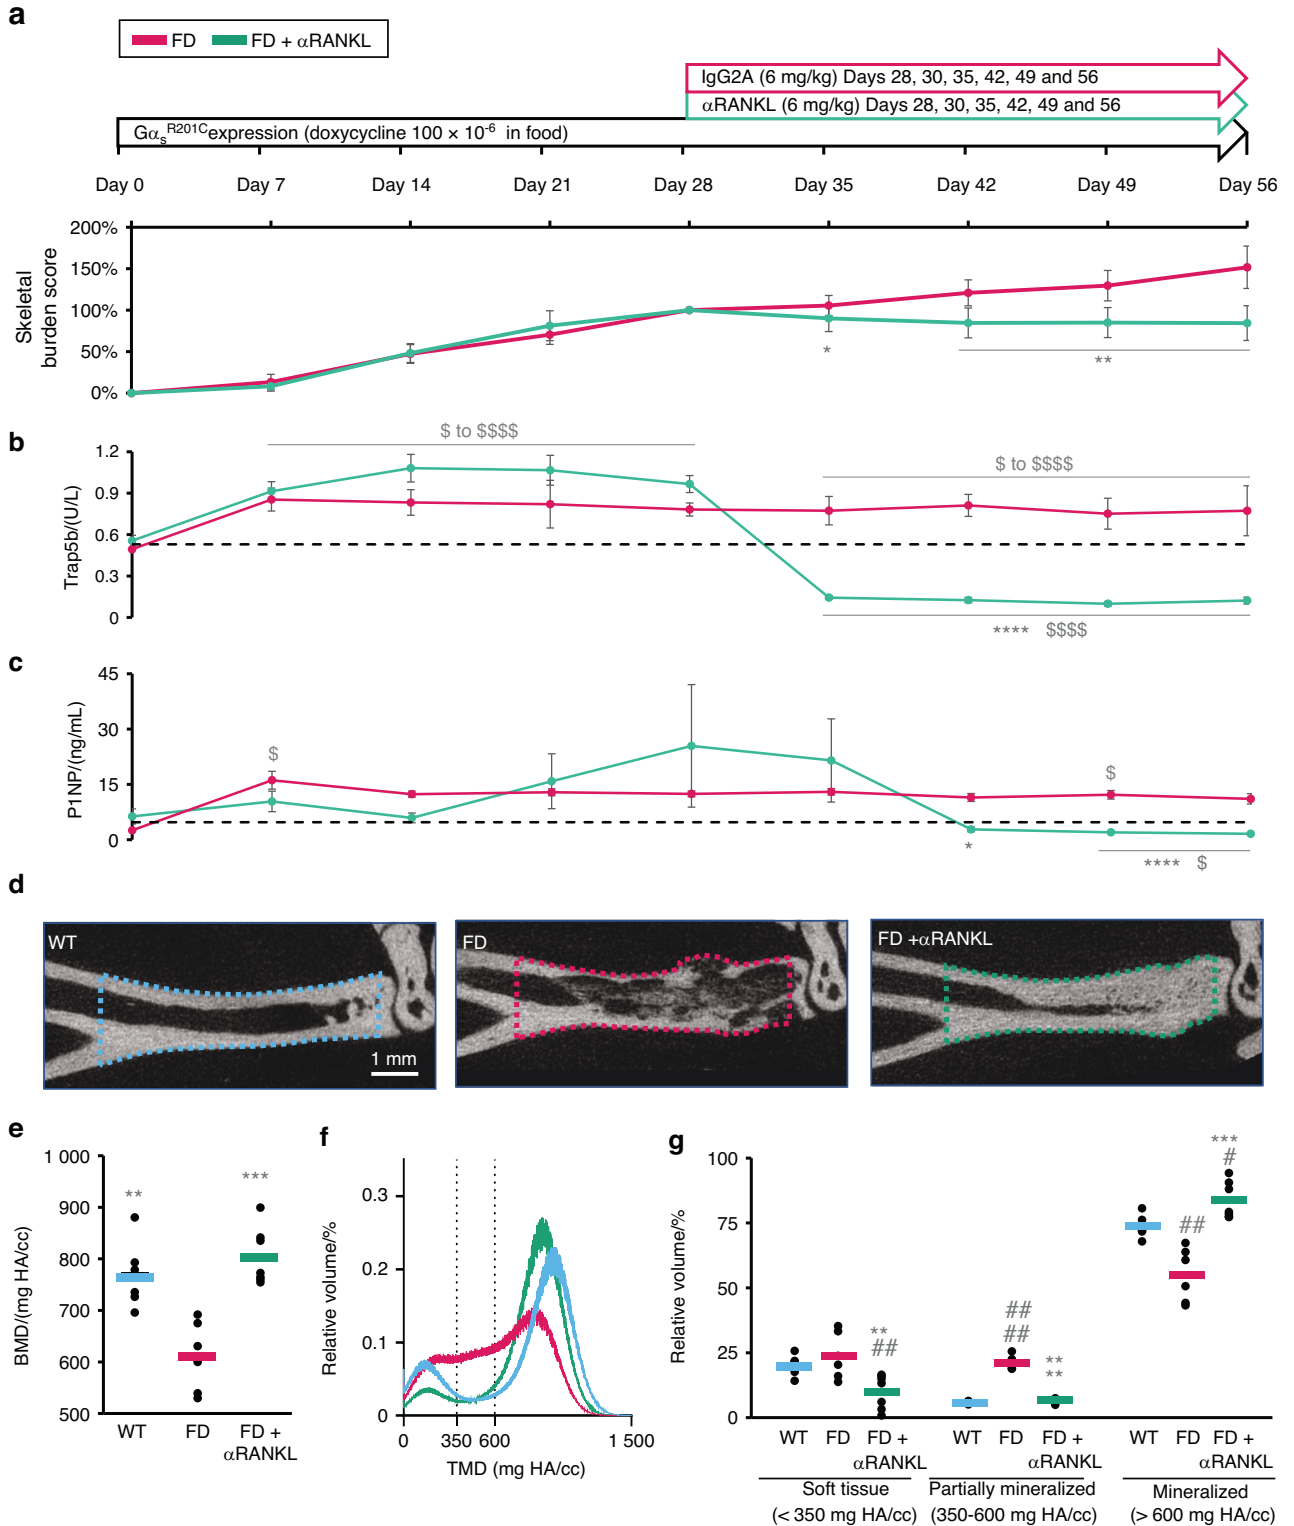 a
FD FD + αRANKL
IgG2A (6 mg/kg) Days 28, 30, 35, 42, 49 and 56
αRANKL (6 mg/kg) Days 28, 30, 35, 42, 49 and 56
Gαs^R201C expression (doxycycline 100 × 10^-6 in food)
Day 0 Day 7 Day 14 Day 21 Day 28 Day 35 Day 42 Day 49 Day 56
Skeletal
burden score
200%
150%
100%
50%
0%
*
**
b
Trap5b/(U/L)
1.2
0.9
0.6
0.3
0
$ to $$$$
$ to $$$$
**** $$$$
c
P1NP/(ng/mL)
45
30
15
0
$
$
*
**** $
d
WT
1 mm
FD
FD +αRANKL
e
BMD/(mg HA/cc)
1 000
900
800
700
600
500
**
***
WT FD FD +
αRANKL
f
Relative volume/%
0.3
0.2
0.1
0
0 350 600 1 500
TMD (mg HA/cc)
g
Relative volume/%
100
75
50
25
0
**
##
##
##
**
**
##
***
#
WT FD FD +
αRANKL
WT FD FD +
αRANKL
WT FD FD +
αRANKL
Soft tissue
(< 350 mg HA/cc)
Partially mineralized
(350-600 mg HA/cc)
Mineralized
(> 600 mg HA/cc)